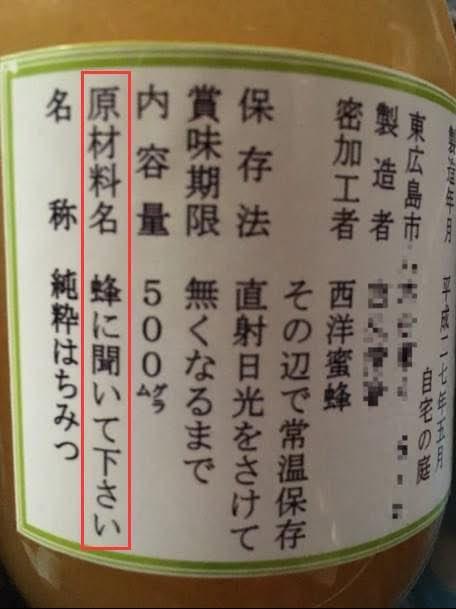 製造年月 平成二七年五月
自宅の庭
東広島市
製造者
密加工者 西洋蜜蜂
その辺で常温保存
保存法 直射日光をさけて
賞味期限 無くなるまで
内容量 500グラム
原材料名 蜂に聞いて下さい
名称 純粋はちみつ